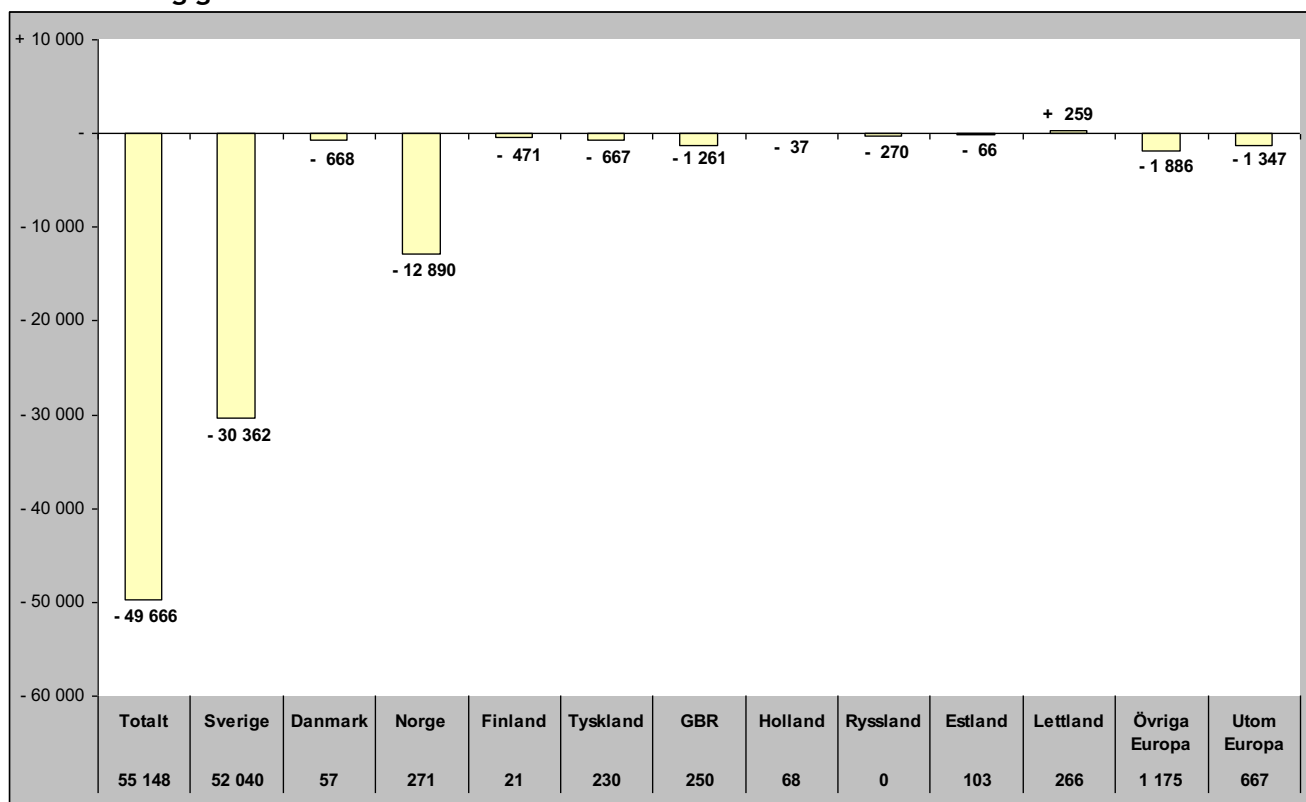 + 10 000
-
- 10 000
- 20 000
- 30 000
- 40 000
- 50 000
- 60 000
- 49 666
- 30 362
- 668
- 12 890
- 471
- 667
- 1 261
- 37
- 270
- 66
+ 259
- 1 886
- 1 347
Totalt Sverige Danmark Norge Finland Tyskland GBR Holland Ryssland Estland Lettland Övriga Europa Utom Europa
55 148 52 040 57 271 21 230 250 68 0 103 266 1 175 667